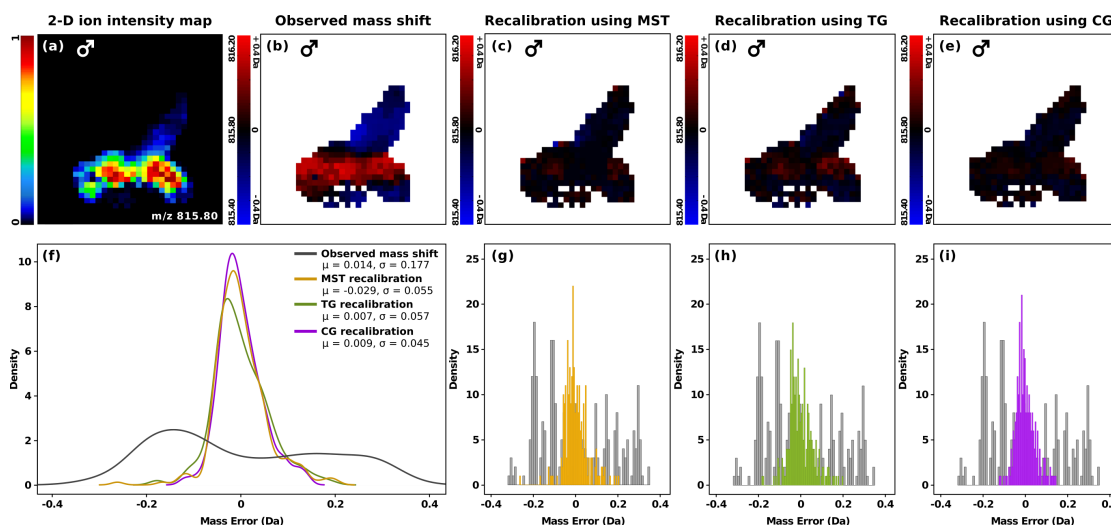 2-D ion intensity map
Observed mass shift
Recalibration using MST
Recalibration using TG
Recalibration using CG
1
0
(a) ♂
m/z 815.80
816.20
815.80
815.40
+ 0.4 Da
0
-0.4 Da
(b) ♂
816.20
815.80
815.40
+ 0.4 Da
0
-0.4 Da
(c) ♂
816.20
815.80
815.40
+ 0.4 Da
0
-0.4 Da
(d) ♂
816.20
815.80
815.40
+ 0.4 Da
0
-0.4 Da
(e) ♂
(f)
Observed mass shift
μ = 0.014, σ = 0.177
MST recalibration
μ = -0.029, σ = 0.055
TG recalibration
μ = 0.007, σ = 0.057
CG recalibration
μ = 0.009, σ = 0.045
Density
10
8
6
4
2
0
-0.4 -0.2 0 0.2 0.4
Mass Error (Da)
(g)
Density
25
20
15
10
5
0
-0.4 -0.2 0.0 0.2 0.4
Mass Error (Da)
(h)
Density
25
20
15
10
5
0
-0.4 -0.2 0.0 0.2 0.4
Mass Error (Da)
(i)
Density
25
20
15
10
5
0
-0.4 -0.2 0.0 0.2 0.4
Mass Error (Da)